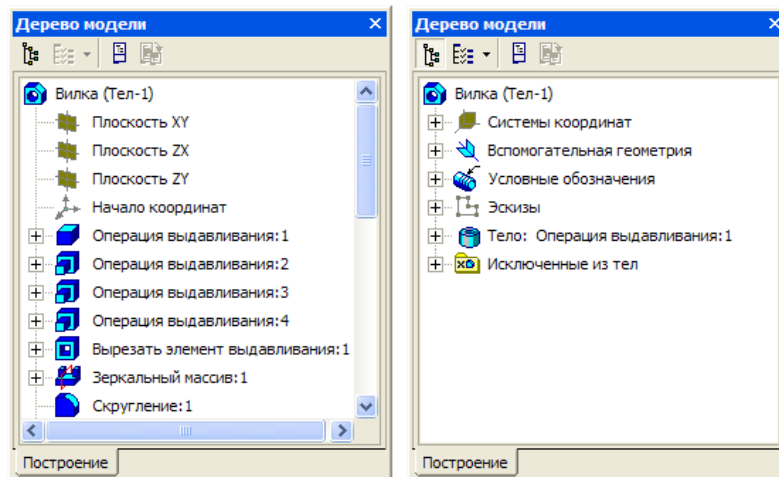 Дерево модели
Вилка (Тел-1)
Плоскость XY
Плоскость ZX
Плоскость ZY
Начало координат
Операция выдавливания:1
Операция выдавливания:2
Операция выдавливания:3
Операция выдавливания:4
Вырезать элемент выдавливания:1
Зеркальный массив:1
Скругление:1
Построение
Дерево модели
Вилка (Тел-1)
Системы координат
Вспомогательная геометрия
Условные обозначения
Эскизы
Тело: Операция выдавливания:1
Исключенные из тел
Построение